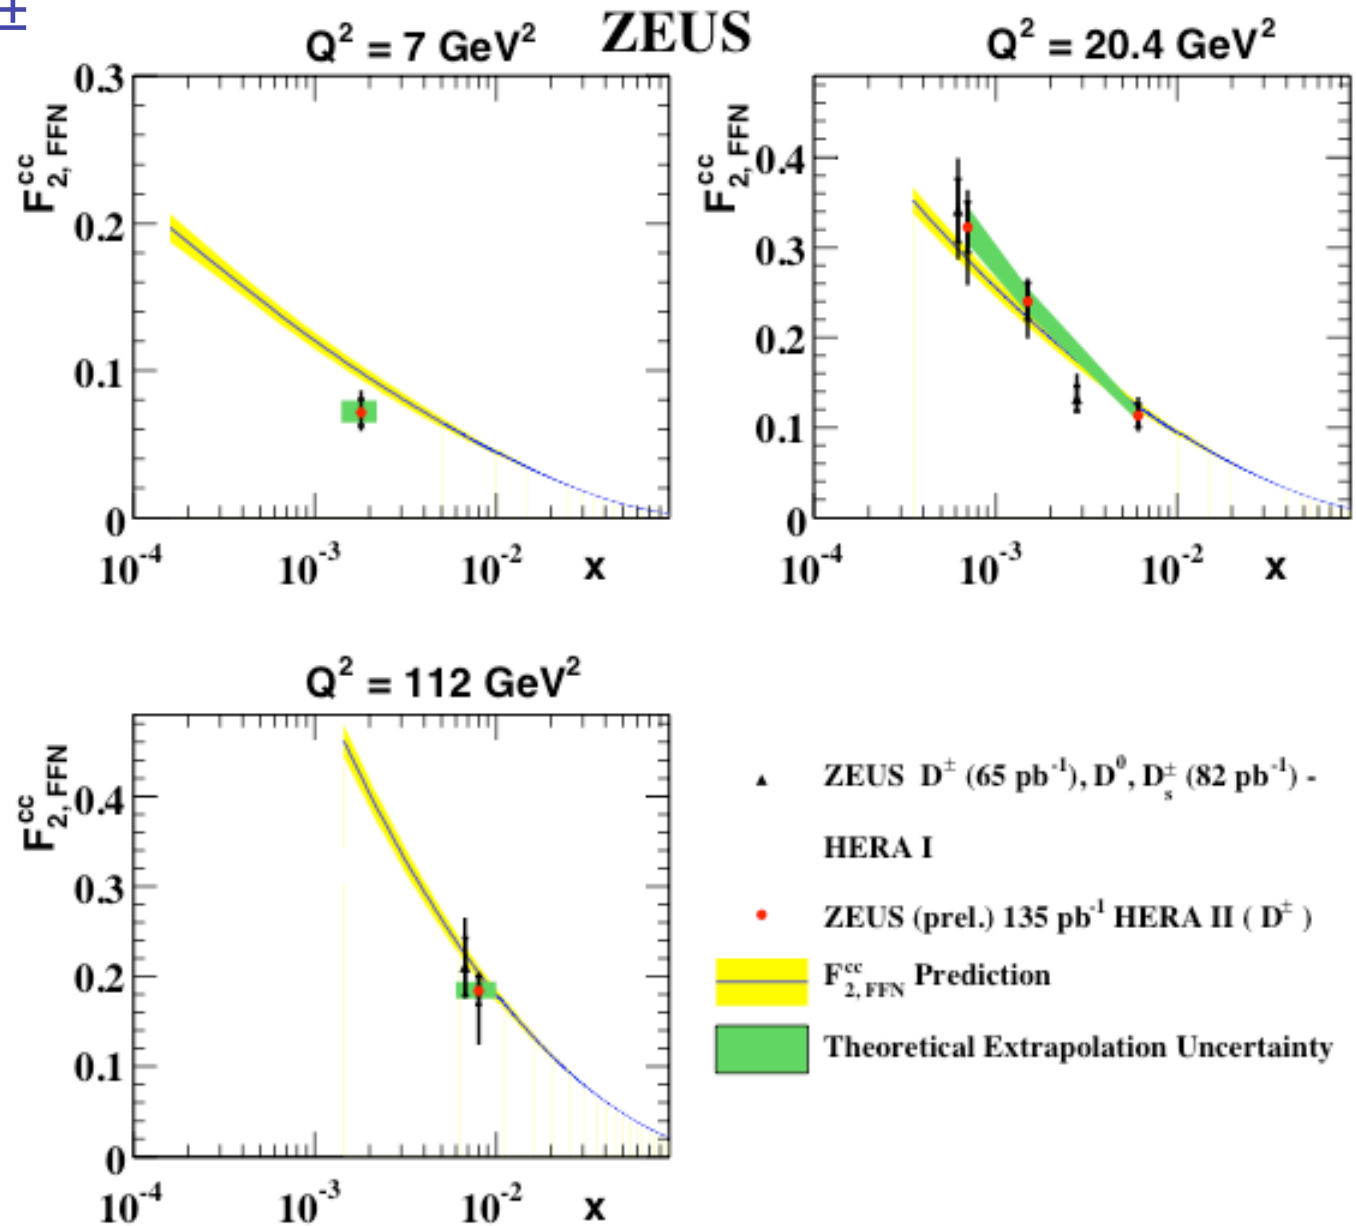 ±
ZEUS
Q² = 7 GeV²
Q² = 20.4 GeV²
F^cc_2, FFN
0.3
0.2
0.1
0
10⁻⁴ 10⁻³ 10⁻² x
F^cc_2, FFN
0.4
0.3
0.2
0.1
0
10⁻⁴ 10⁻³ 10⁻² x
Q² = 112 GeV²
F^cc_2, FFN
0.4
0.3
0.2
0.1
0
10⁻⁴ 10⁻³ 10⁻² x
ZEUS D^± (65 pb⁻¹), D⁰, D^±_s (82 pb⁻¹) -
HERA I
ZEUS (prel.) 135 pb⁻¹ HERA II ( D^± )
F^cc_2, FFN Prediction
Theoretical Extrapolation Uncertainty